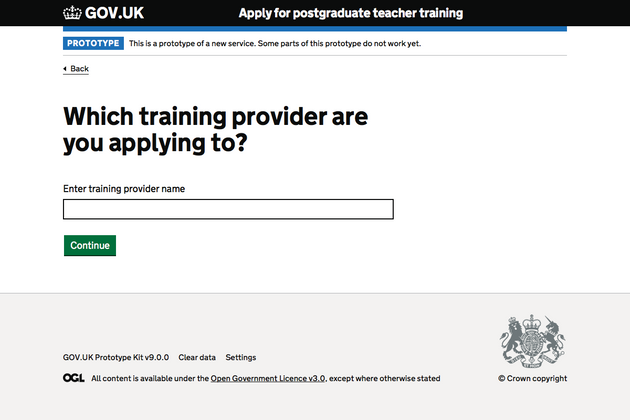 GOV.UK Apply for postgraduate teacher training
PROTOTYPE This is a prototype of a new service. Some parts of this prototype do not work yet.
Back
Which training provider are
you applying to?
Enter training provider name
Continue
GOV.UK Prototype Kit v9.0.0 Clear data Settings
OGL All content is available under the Open Government Licence v3.0, except where otherwise stated
© Crown copyright